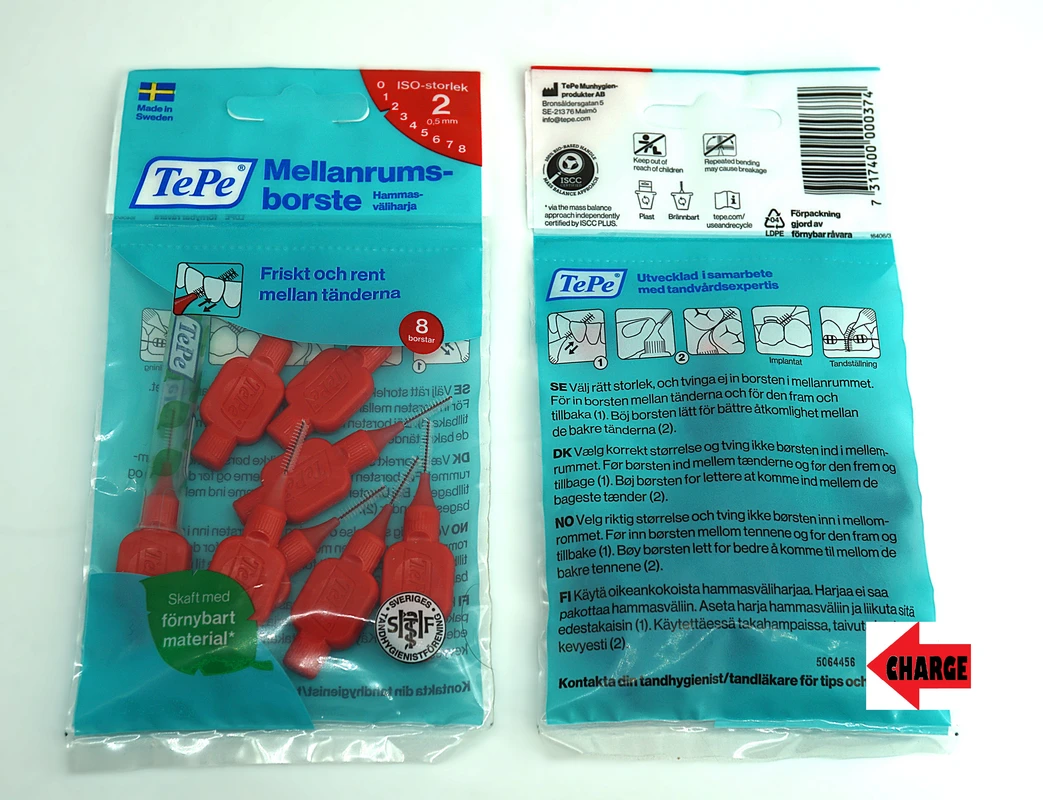 Made in
Sweden
0 1 2 3 4 5 6 7 8
ISO-storlek
2
0,5 mm
TePe®
Mellanrums-
borste
Hammas-
väliharja
Friskt och rent
mellan tänderna
8
borstar
TePe
Skaft med
förnybart
material*
SVERIGES TANDHYGIENISTFÖRENING
SHTF
TePe Munhygien-
produkter AB
Bronsåldersgatan 5
SE-213 76 Malmö
info@tepe.com
ISCC
Keep out of
reach of children
Repeated bending
may cause breakage
*via the mass balance
approach independently
certified by ISCC PLUS.
Plast
Brännbart
tepe.com/
useandrecycle
04
LDPE
Förpackning
gjord av
förnybar råvara
7 317400 000374
TePe®
Utvecklad i samarbete
med tandvårdsexpertis
1
2
Implantat
Tandställning
SE Välj rätt storlek, och tvinga ej in borsten i mellanrummet.
För in borsten mellan tänderna och för den fram och
tillbaka (1). Böj borsten lätt för bättre åtkomlighet mellan
de bakre tänderna (2).
DK Vælg korrekt størrelse og tving ikke børsten ind i mellem-
rummet. Før børsten ind mellem tænderne og før den frem og
tilbage (1). Bøj børsten for lettere at komme ind mellem de
bageste tænder (2).
NO Velg riktig størrelse og tving ikke børsten inn i mellom-
rommet. Før inn børsten mellom tennene og før den frem og
tilbake (1). Bøy børsten lett for bedre å komme til mellom de
bakre tennene (2).
FI Käytä oikeankokoista hammasväliharjaa. Harjaa ei saa
pakottaa hammasväliin. Aseta harja hammasväliin ja liikuta sitä
edestakaisin (1). Käytettäessä takahampaissa, taivuta
kevyesti (2).
5064456
CHARGE
Kontakta din tandhygienist/tandläkare för tips och